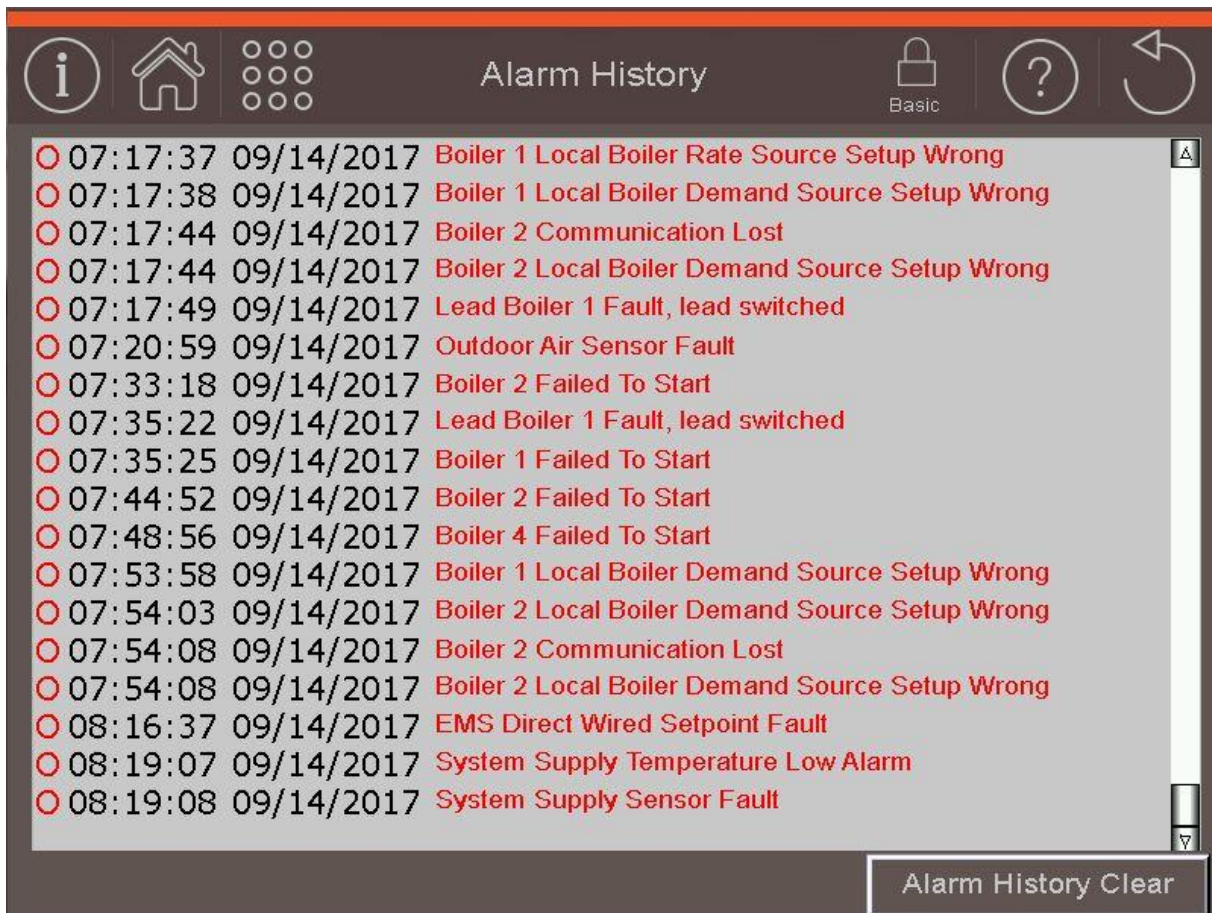 i
Alarm History
Basic
?
07:17:37 09/14/2017 Boiler 1 Local Boiler Rate Source Setup Wrong
07:17:38 09/14/2017 Boiler 1 Local Boiler Demand Source Setup Wrong
07:17:44 09/14/2017 Boiler 2 Communication Lost
07:17:44 09/14/2017 Boiler 2 Local Boiler Demand Source Setup Wrong
07:17:49 09/14/2017 Lead Boiler 1 Fault, lead switched
07:20:59 09/14/2017 Outdoor Air Sensor Fault
07:33:18 09/14/2017 Boiler 2 Failed To Start
07:35:22 09/14/2017 Lead Boiler 1 Fault, lead switched
07:35:25 09/14/2017 Boiler 1 Failed To Start
07:44:52 09/14/2017 Boiler 2 Failed To Start
07:48:56 09/14/2017 Boiler 4 Failed To Start
07:53:58 09/14/2017 Boiler 1 Local Boiler Demand Source Setup Wrong
07:54:03 09/14/2017 Boiler 2 Local Boiler Demand Source Setup Wrong
07:54:08 09/14/2017 Boiler 2 Communication Lost
07:54:08 09/14/2017 Boiler 2 Local Boiler Demand Source Setup Wrong
08:16:37 09/14/2017 EMS Direct Wired Setpoint Fault
08:19:07 09/14/2017 System Supply Temperature Low Alarm
08:19:08 09/14/2017 System Supply Sensor Fault
Alarm History Clear